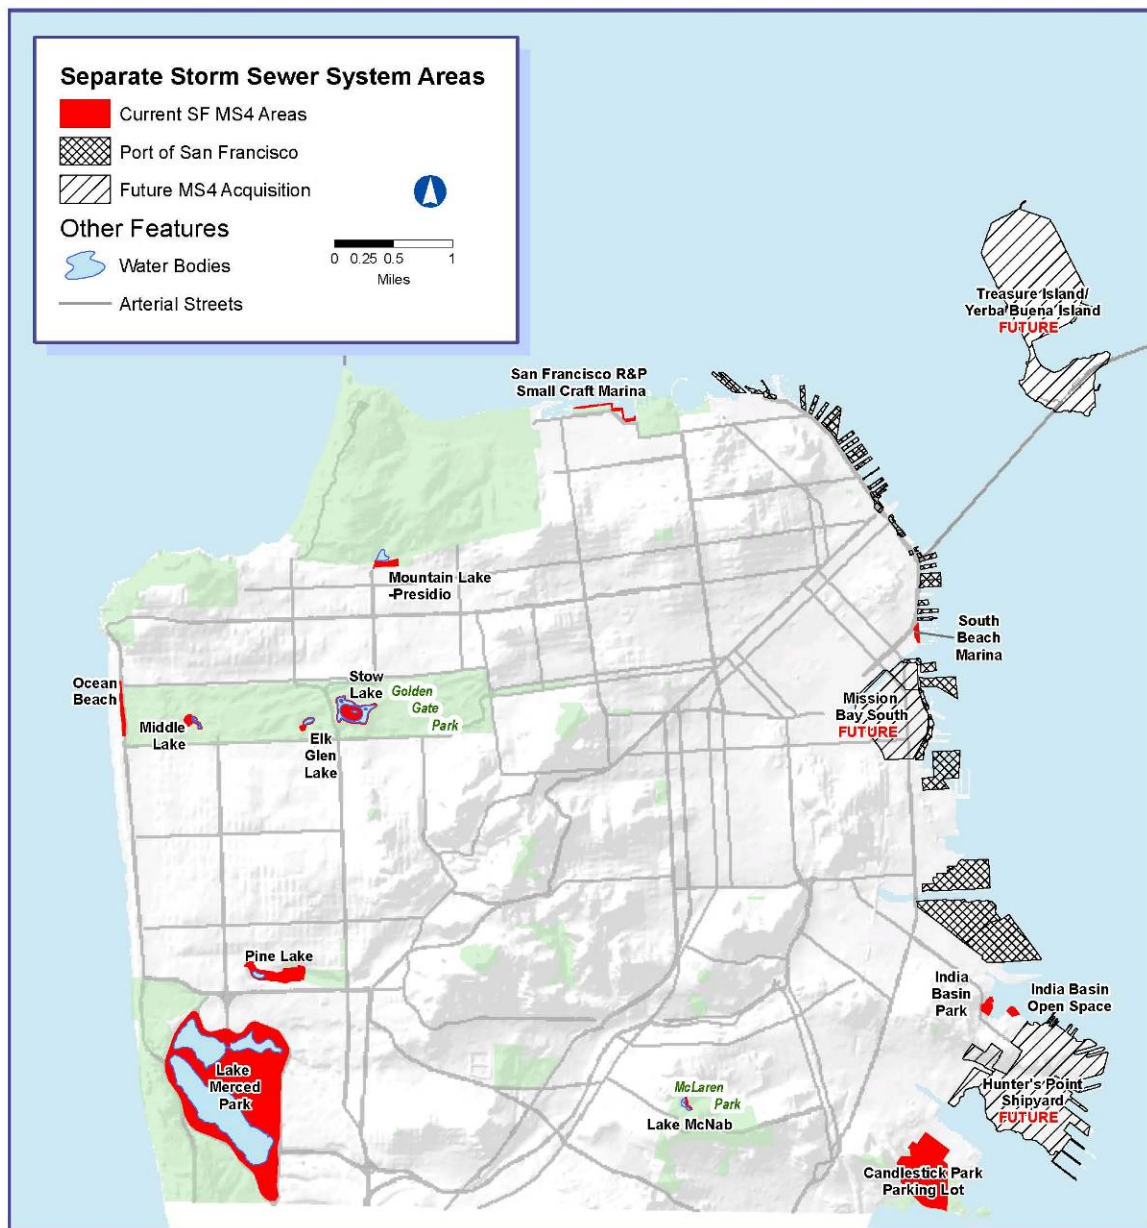 Separate Storm Sewer System Areas
Current SF MS4 Areas
Port of San Francisco
Future MS4 Acquisition
Other Features
Water Bodies
Arterial Streets
0 0.25 0.5 1
Miles
Treasure Island/
Yerba Buena Island
FUTURE
San Francisco R&P
Small Craft Marina
Mountain Lake
-Presidio
South
Beach
Marina
Ocean
Beach
Stow
Lake
Golden
Gate
Park
Middle
Lake
Elk
Glen
Lake
Mission
Bay South
FUTURE
Pine Lake
India
Basin
Park
India Basin
Open Space
Lake
Merced
Park
Hunter's Point
Shipyard
FUTURE
McLaren
Park
Lake McNab
Candlestick Park
Parking Lot